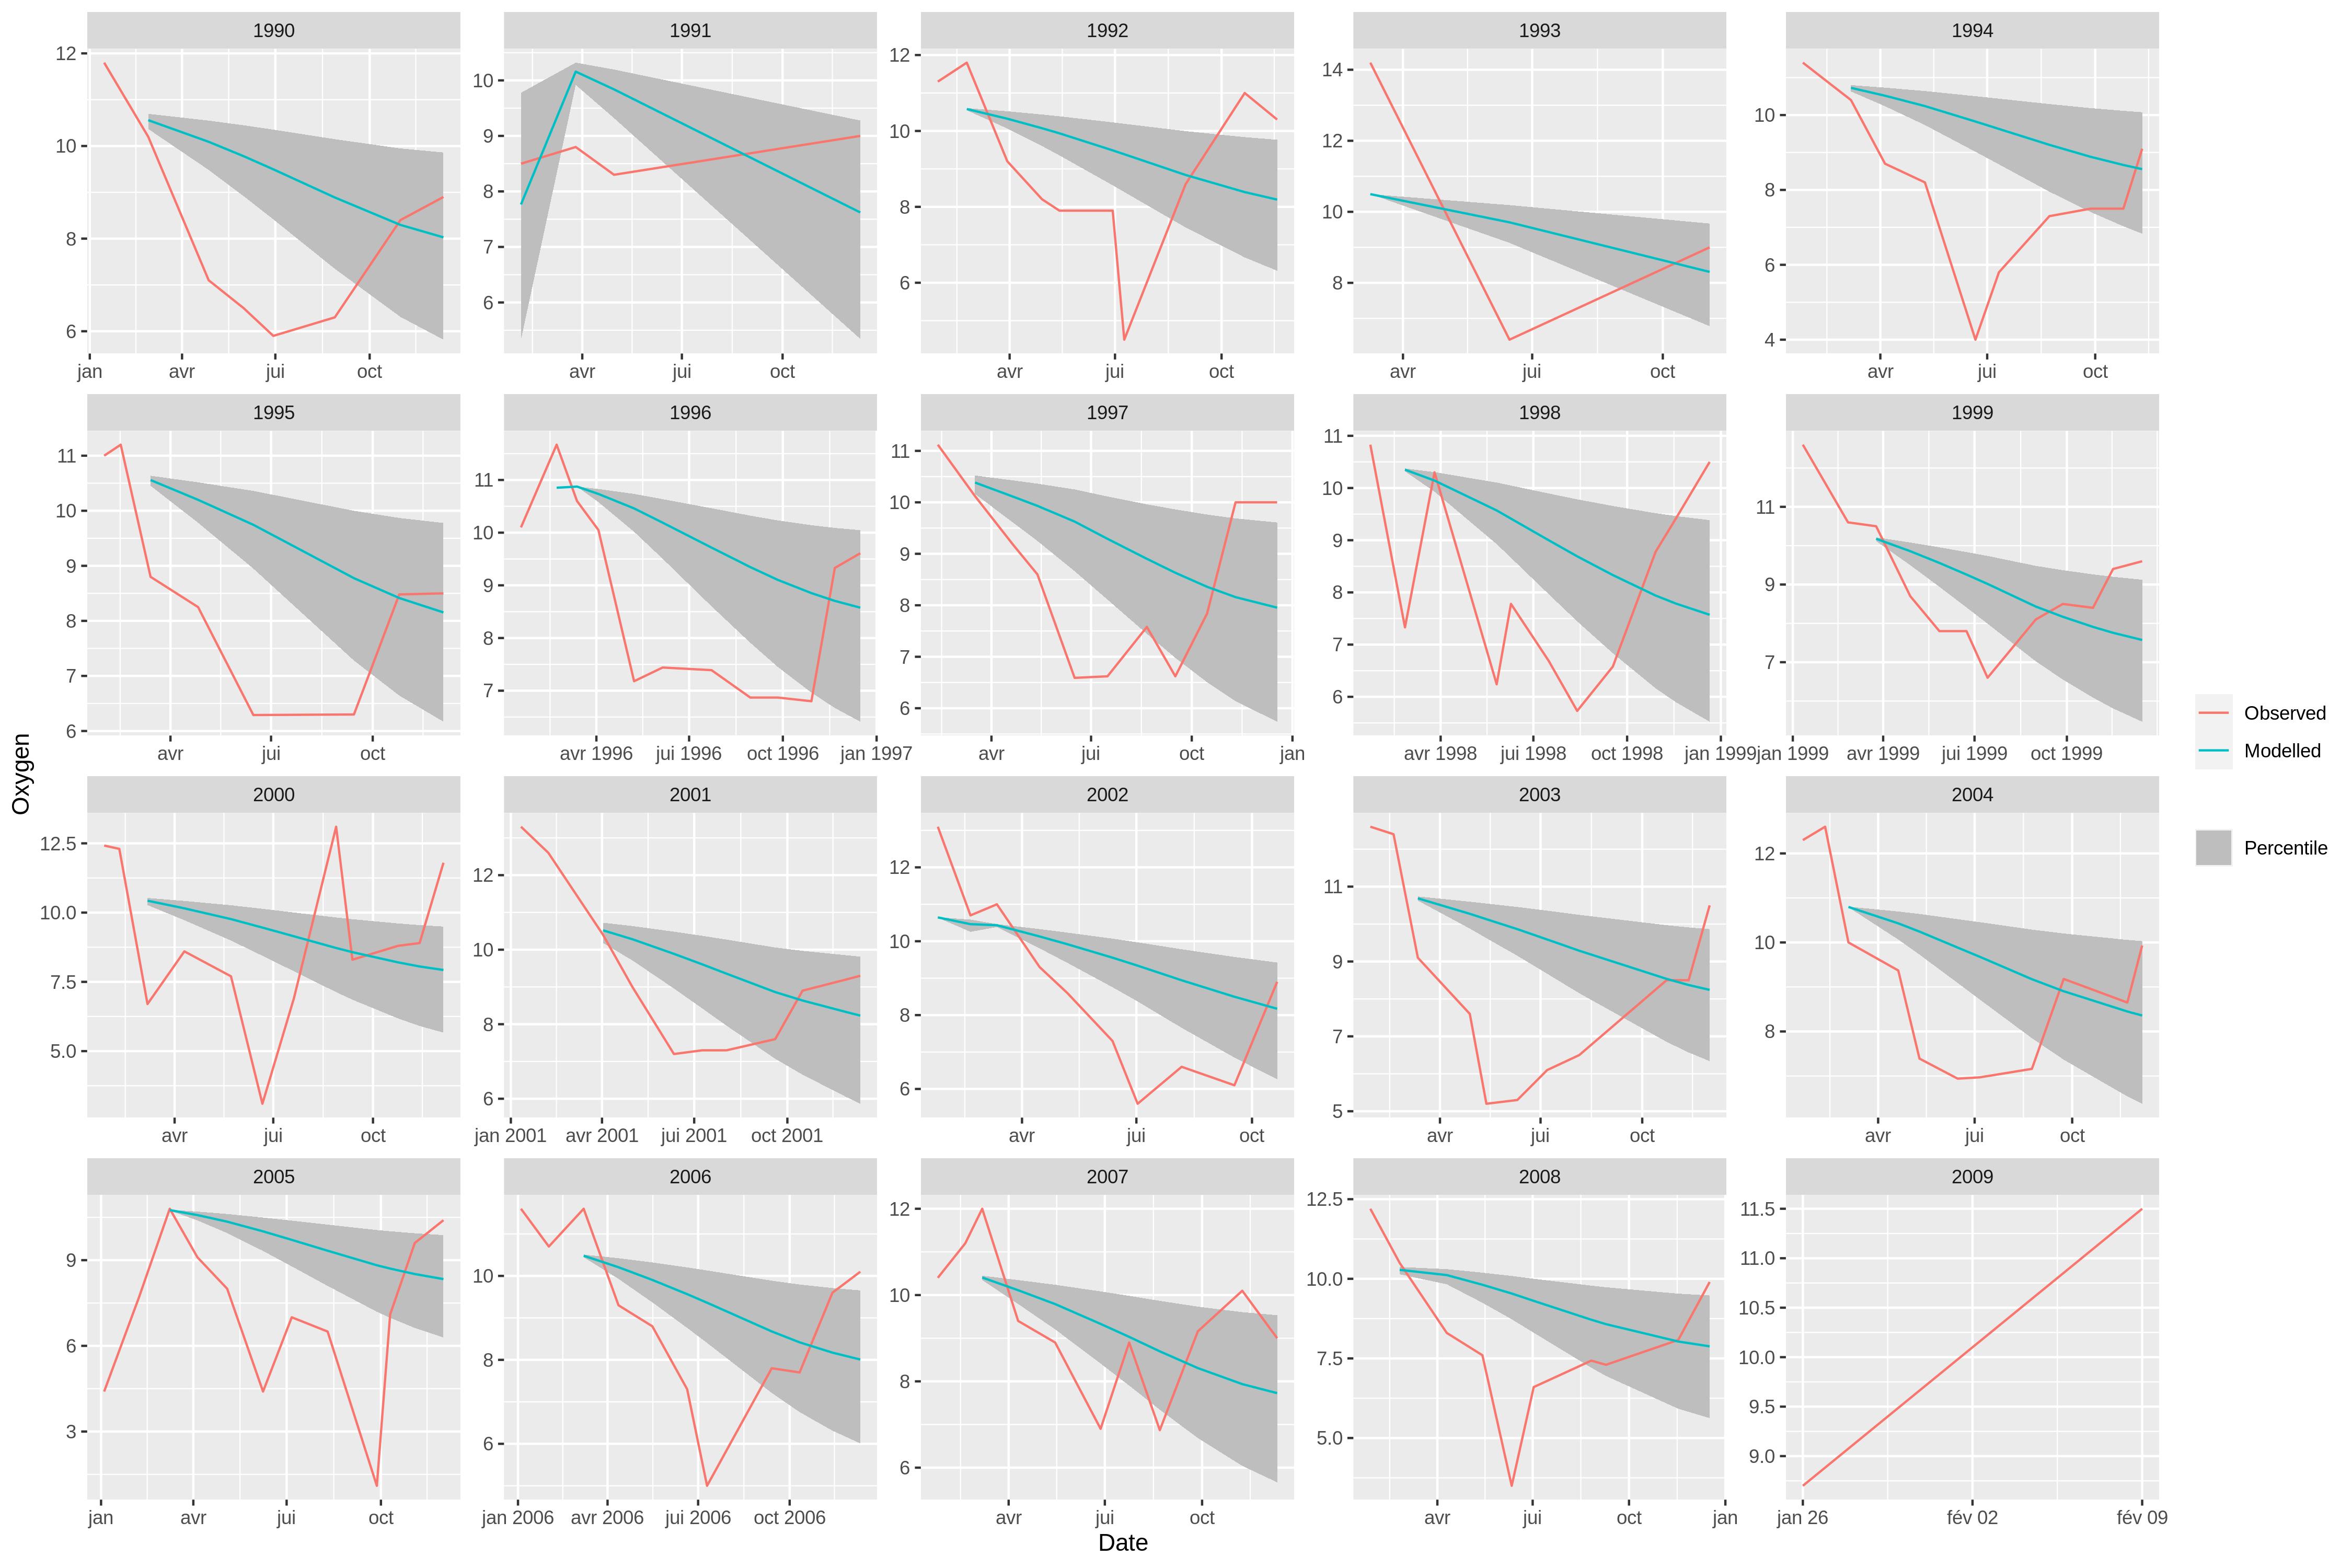 1990
1991
1992
1993
1994
12
10
8
6
jan
avr
jui
oct
10
9
8
7
6
avr
jui
oct
12
10
8
6
avr
jui
oct
14
12
10
8
avr
jui
oct
10
8
6
4
avr
jui
oct
1995
1996
1997
1998
1999
11
10
9
8
7
6
avr
jui
oct
11
10
9
8
7
avr 1996
jui 1996
oct 1996
jan 1997
11
10
9
8
7
6
avr
jui
oct
jan
11
10
9
8
7
6
avr 1998
jui 1998
oct 1998
jan 1999
11
9
7
jan 1999
avr 1999
jui 1999
oct 1999
Oxygen
Observed
Modelled
Percentile
2000
2001
2002
2003
2004
12.5
10.0
7.5
5.0
avr
jui
oct
12
10
8
6
jan 2001
avr 2001
jui 2001
oct 2001
12
10
8
6
avr
jui
oct
11
9
7
5
avr
jui
oct
12
10
8
avr
jui
oct
2005
2006
2007
2008
2009
9
6
3
jan
avr
jui
oct
10
8
6
jan 2006
avr 2006
jui 2006
oct 2006
12
10
8
6
avr
jui
oct
12.5
10.0
7.5
5.0
avr
jui
oct
jan
11.5
11.0
10.5
10.0
9.5
9.0
jan 26
fév 02
fév 09
Date